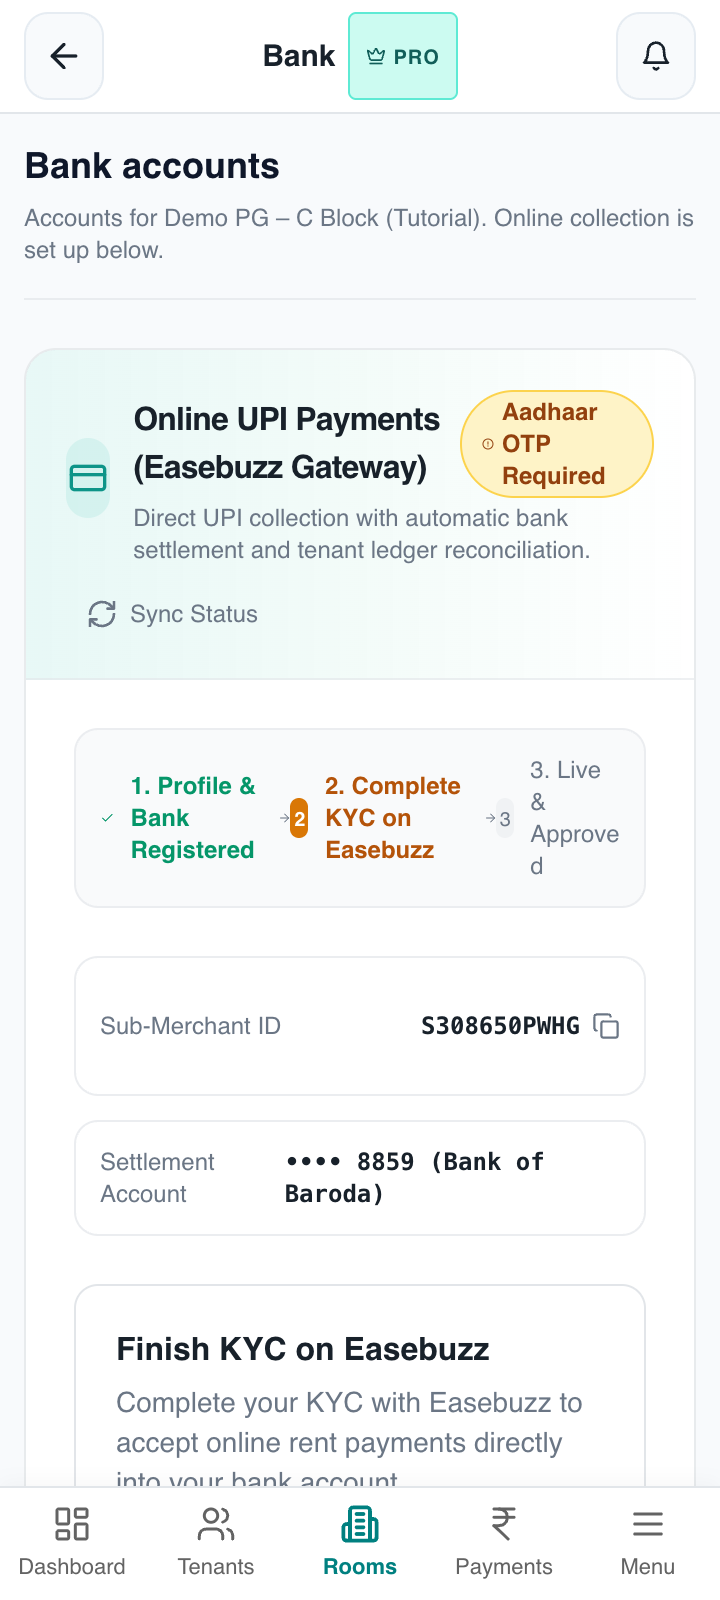 Bank
PRO
Bank accounts
Accounts for Demo PG – C Block (Tutorial). Online collection is
set up below.
Online UPI Payments
(Easebuzz Gateway)
Aadhaar
OTP
Required
Direct UPI collection with automatic bank
settlement and tenant ledger reconciliation.
Sync Status
1. Profile &
Bank
Registered
2
2. Complete
KYC on
Easebuzz
3
3. Live
&
Approve
d
Sub-Merchant ID
S308650PWHG
Settlement
Account
•••• 8859 (Bank of
Baroda)
Finish KYC on Easebuzz
Complete your KYC with Easebuzz to
accept online rent payments directly
into your bank account.
Dashboard
Tenants
Rooms
Payments
Menu